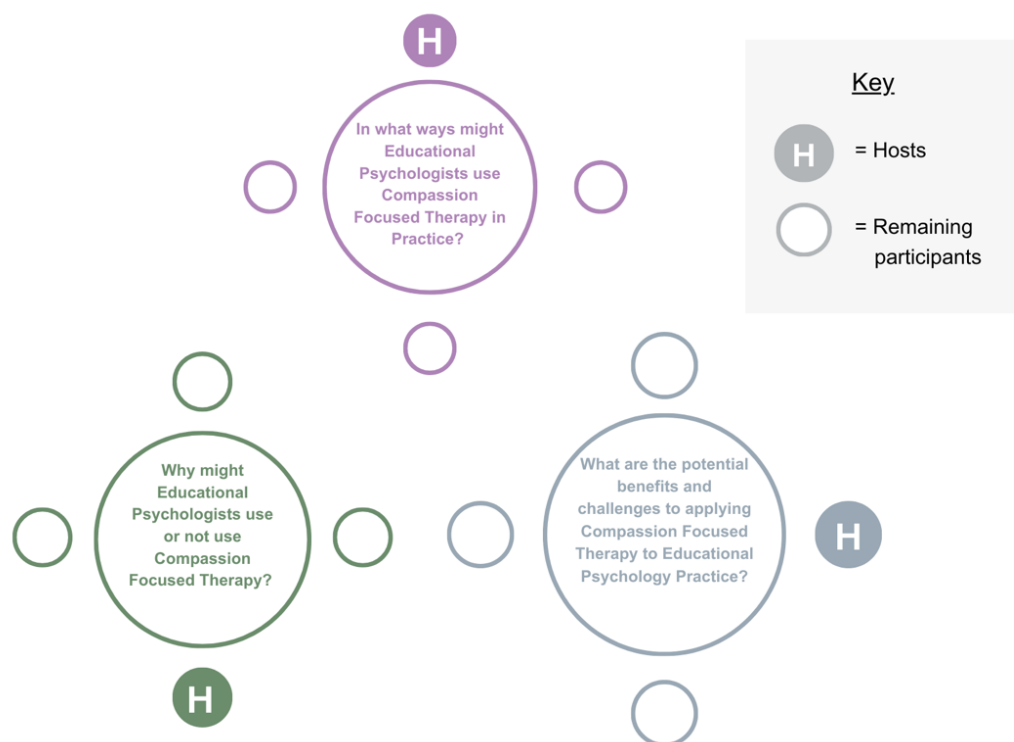 H
In what ways might
Educational
Psychologists use
Compassion
Focused Therapy in
Practice?
Key
H
= Hosts
= Remaining
participants
Why might
Educational
Psychologists use
or not use
Compassion
Focused Therapy?
H
What are the potential
benefits and
challenges to applying
Compassion Focused
Therapy to Educational
Psychology Practice?
H